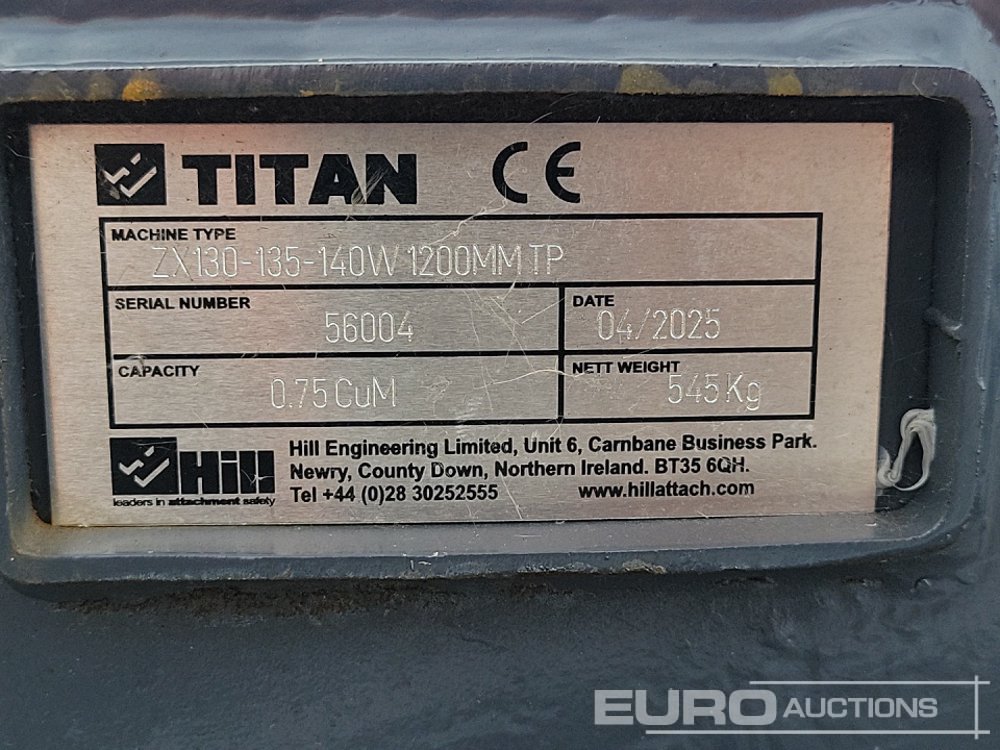 TITAN CE
MACHINE TYPE
ZX130-135-140W 1200MM TP
SERIAL NUMBER
56004
DATE
04/2025
CAPACITY
0.75 CuM
NETT WEIGHT
545 Kg
Hill
leaders in attachment safety
Hill Engineering Limited, Unit 6, Carnbane Business Park.
Newry, County Down, Northern Ireland. BT35 6QH.
Tel +44 (0)28 30252555 www.hillattach.com
EURO AUCTIONS